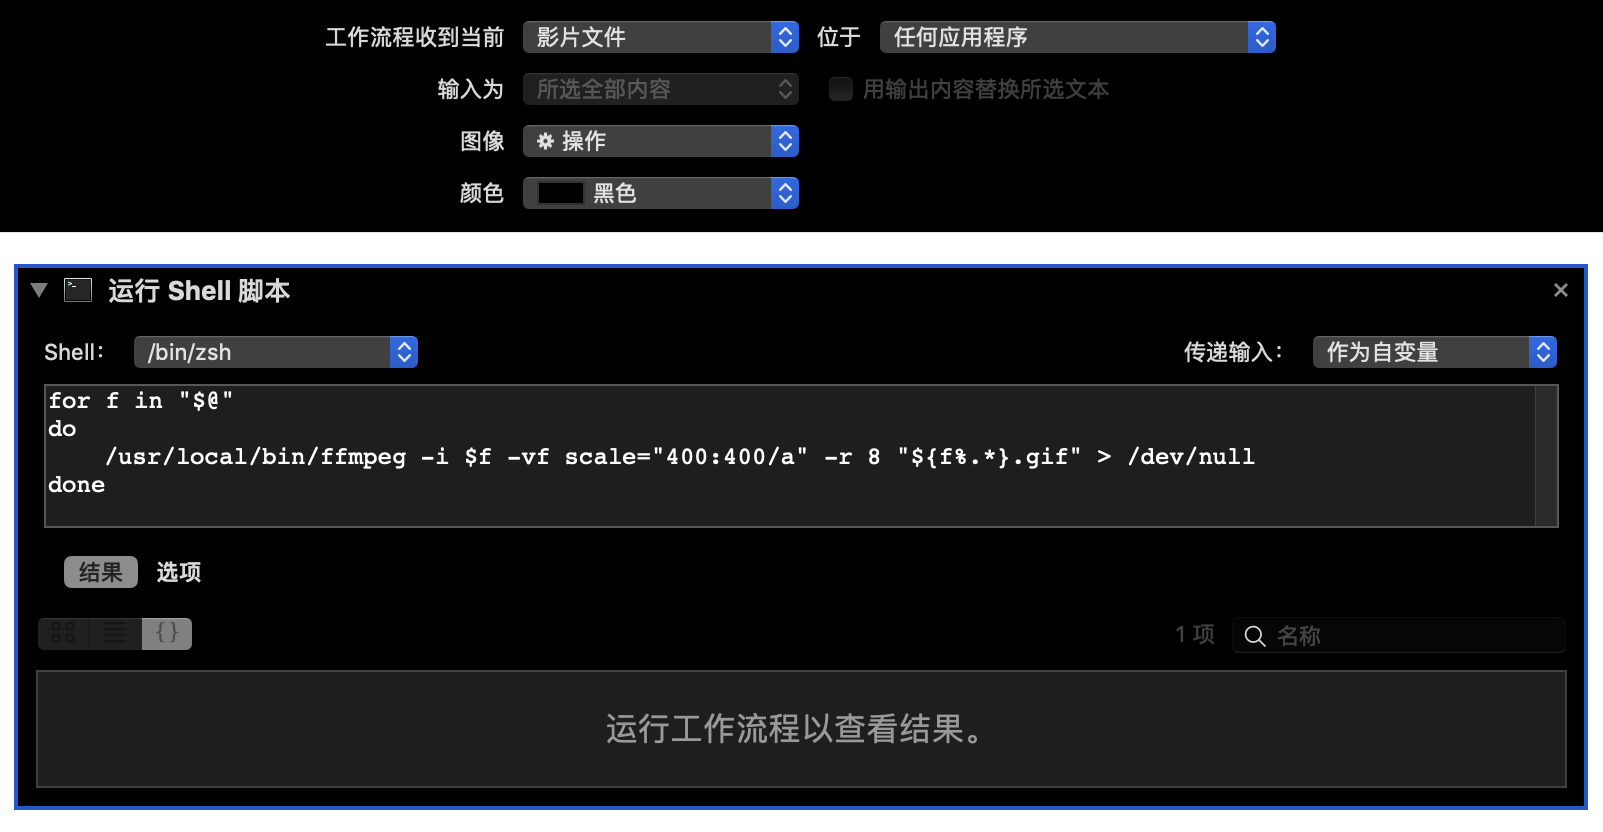 工作流程收到当前 影片文件 位于 任何应用程序
输入为 所选全部内容 用输出内容替换所选文本
图像 操作
颜色 黑色
运行 Shell 脚本
Shell: /bin/zsh 传递输入: 作为自变量
for f in "$@"
do
    /usr/local/bin/ffmpeg -i $f -vf scale="400:400/a" -r 8 "${f%.*}.gif" > /dev/null
done
结果 选项
{} 1 项 名称
运行工作流程以查看结果。